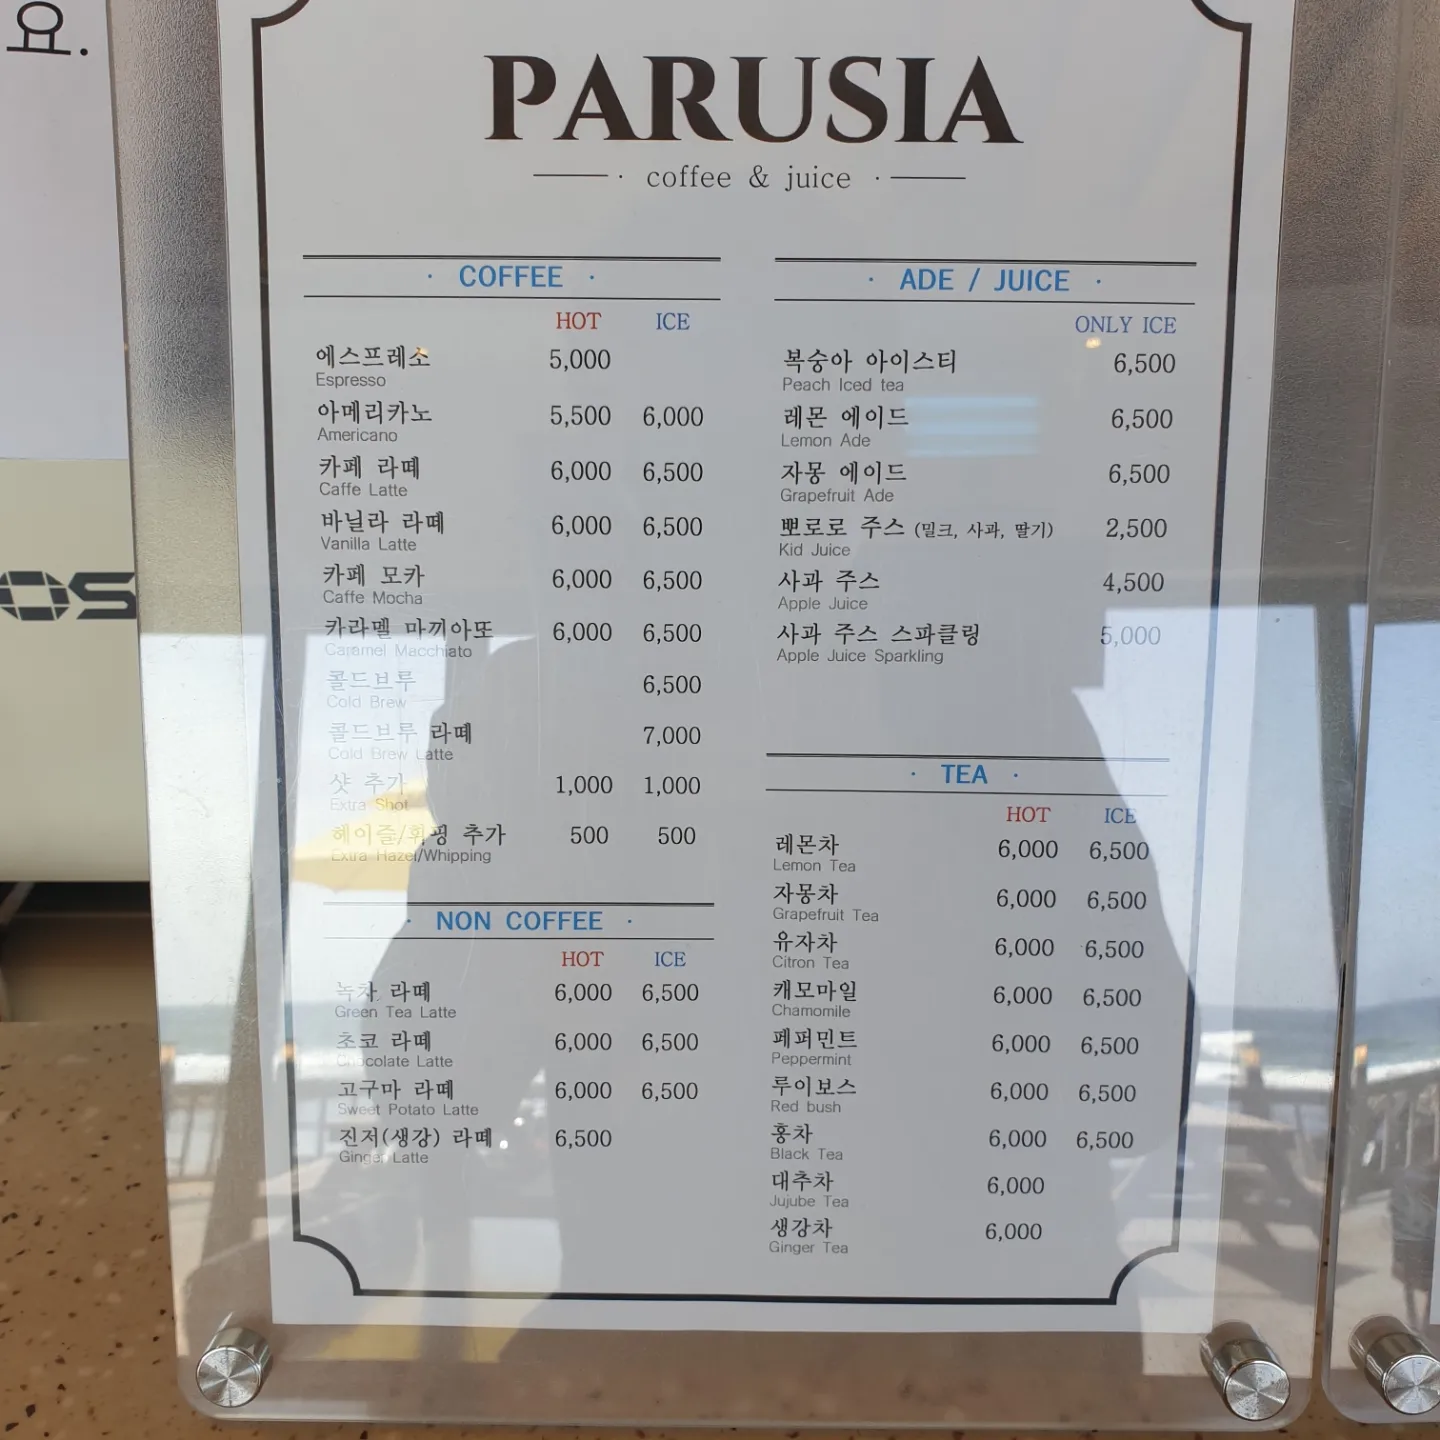 요.
OS
PARUSIA
· coffee & juice ·
· COFFEE ·
HOT ICE
에스프레소 5,000
Espresso
아메리카노 5,500 6,000
Americano
카페 라떼 6,000 6,500
Caffe Latte
바닐라 라떼 6,000 6,500
Vanilla Latte
카페 모카 6,000 6,500
Caffe Mocha
카라멜 마끼아또 6,000 6,500
Caramel Macchiato
콜드브루 6,500
Cold Brew
콜드브루 라떼 7,000
Cold Brew Latte
샷 추가 1,000 1,000
Extra Shot
헤이즐/휘핑 추가 500 500
Extra Hazel/Whipping
· NON COFFEE ·
HOT ICE
녹차 라떼 6,000 6,500
Green Tea Latte
초코 라떼 6,000 6,500
Chocolate Latte
고구마 라떼 6,000 6,500
Sweet Potato Latte
진저(생강) 라떼 6,500
Ginger Latte
· ADE / JUICE ·
ONLY ICE
복숭아 아이스티 6,500
Peach Iced tea
레몬 에이드 6,500
Lemon Ade
자몽 에이드 6,500
Grapefruit Ade
뽀로로 주스 (밀크, 사과, 딸기) 2,500
Kid Juice
사과 주스 4,500
Apple Juice
사과 주스 스파클링 5,000
Apple Juice Sparkling
· TEA ·
HOT ICE
레몬차 6,000 6,500
Lemon Tea
자몽차 6,000 6,500
Grapefruit Tea
유자차 6,000 6,500
Citron Tea
캐모마일 6,000 6,500
Chamomile
페퍼민트 6,000 6,500
Peppermint
루이보스 6,000 6,500
Red bush
홍차 6,000 6,500
Black Tea
대추차 6,000
Jujube Tea
생강차 6,000
Ginger Tea